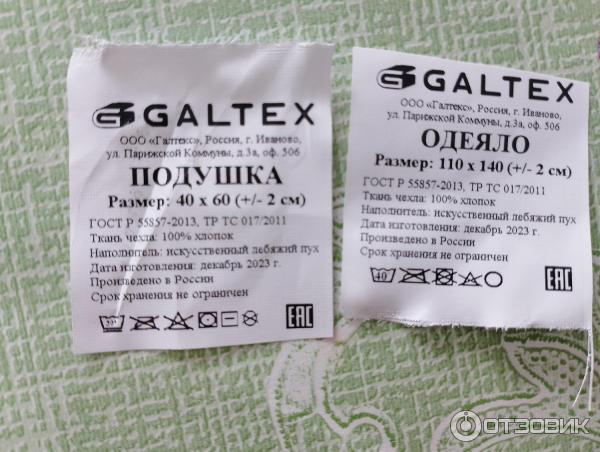 GALTEX
ООО «Галтекс», Россия, г. Иваново,
ул. Парижской Коммуны, д.3а, оф. 506
ПОДУШКА
Размер: 40 х 60 (+/- 2 см)
ГОСТ Р 55857-2013, ТР ТС 017/2011
Ткань чехла: 100% хлопок
Наполнитель: искусственный лебяжий пух
Дата изготовления: декабрь 2023 г.
Произведено в России
Срок хранения не ограничен
ЕАС
GALTEX
ООО «Галтекс», Россия, г. Иваново,
ул. Парижской Коммуны, д.3а, оф. 506
ОДЕЯЛО
Размер: 110 х 140 (+/- 2 см)
ГОСТ Р 55857-2013, ТР ТС 017/2011
Ткань чехла: 100% хлопок
Наполнитель: искусственный лебяжий пух
Дата изготовления: декабрь 2023 г.
Произведено в России
Срок хранения не ограничен
40
ЕАС
ОТЗОВИК